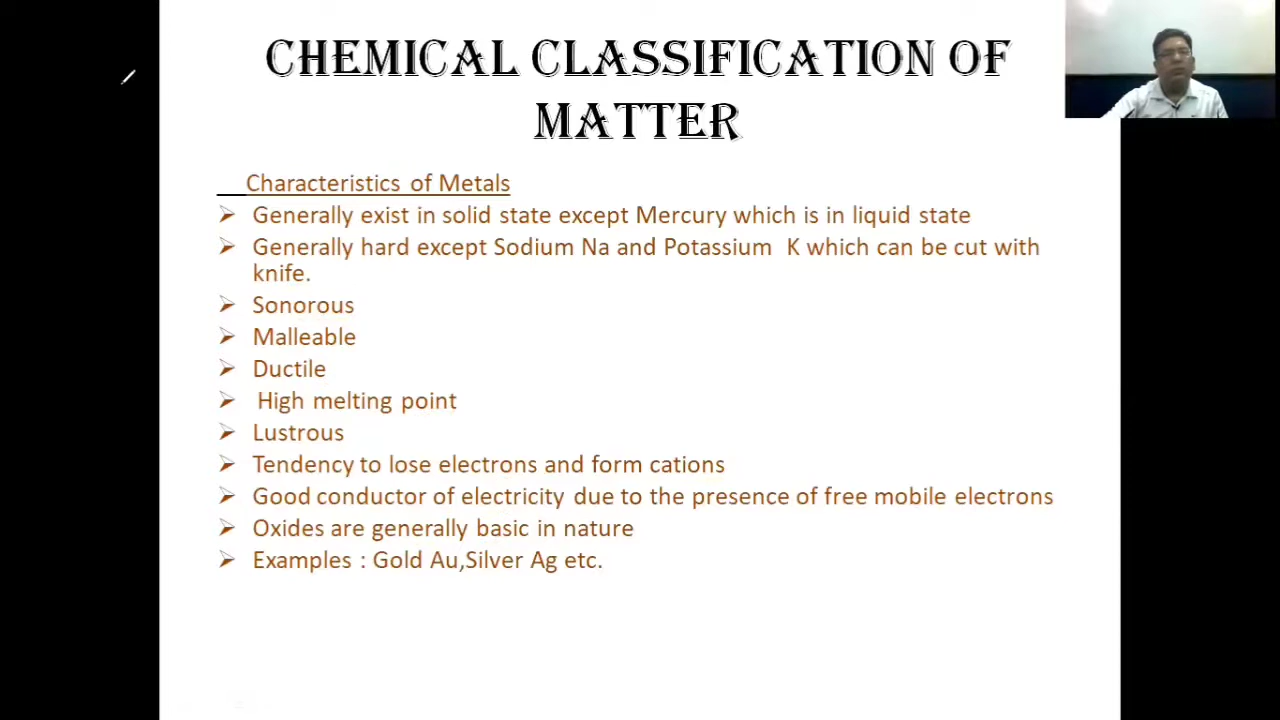 CHEMICAL CLASSIFICATION OF
MATTER
Characteristics of Metals
Generally exist in solid state except Mercury which is in liquid state
Generally hard except Sodium Na and Potassium K which can be cut with
knife.
Sonorous
Malleable
Ductile
High melting point
Lustrous
Tendency to lose electrons and form cations
Good conductor of electricity due to the presence of free mobile electrons
Oxides are generally basic in nature
Examples : Gold Au,Silver Ag etc.